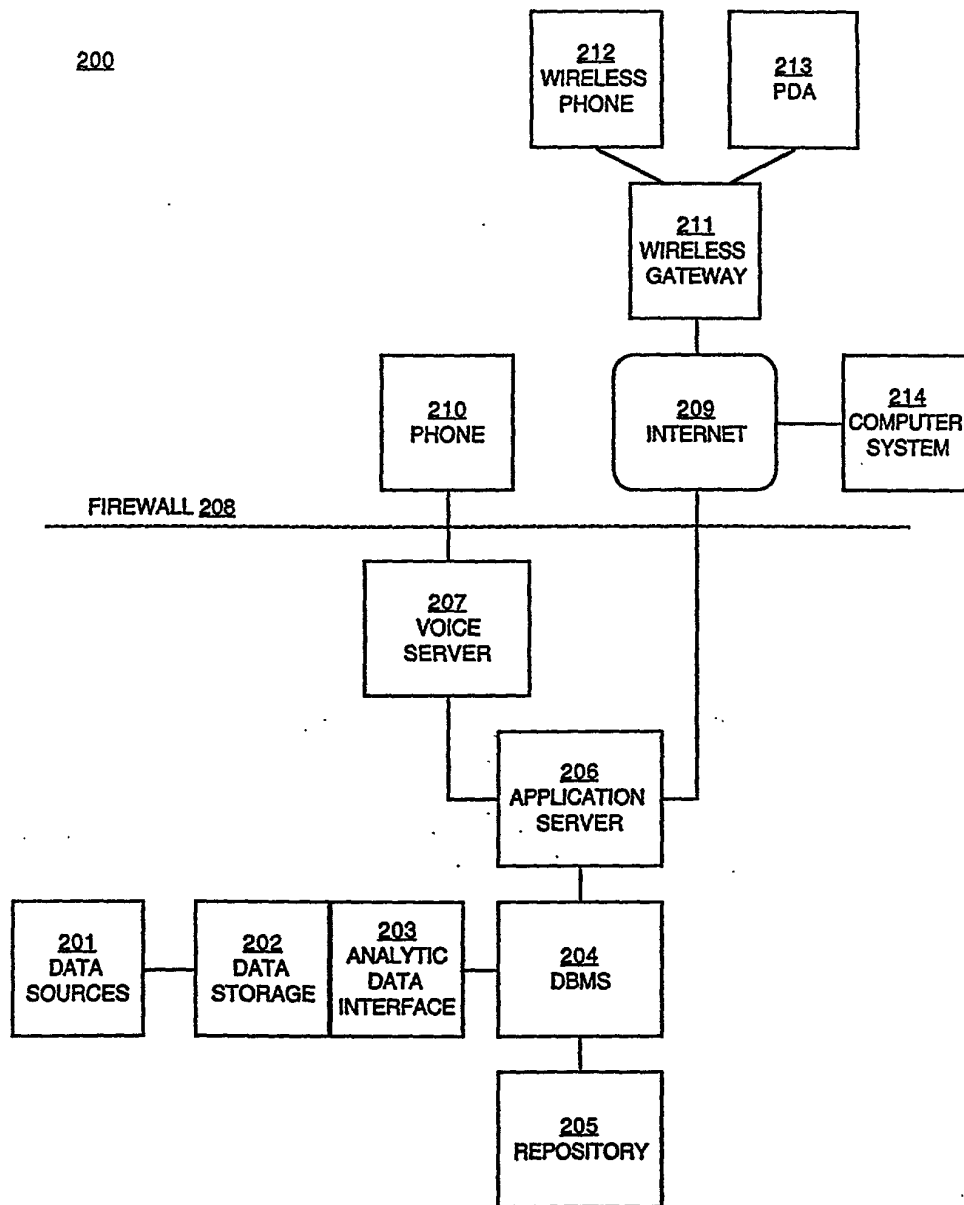 200
212
WIRELESS
PHONE
213
PDA
211
WIRELESS
GATEWAY
210
PHONE
209
INTERNET
214
COMPUTER
SYSTEM
FIREWALL 208
207
VOICE
SERVER
206
APPLICATION
SERVER
201
DATA
SOURCES
202
DATA
STORAGE
203
ANALYTIC
DATA
INTERFACE
204
DBMS
205
REPOSITORY